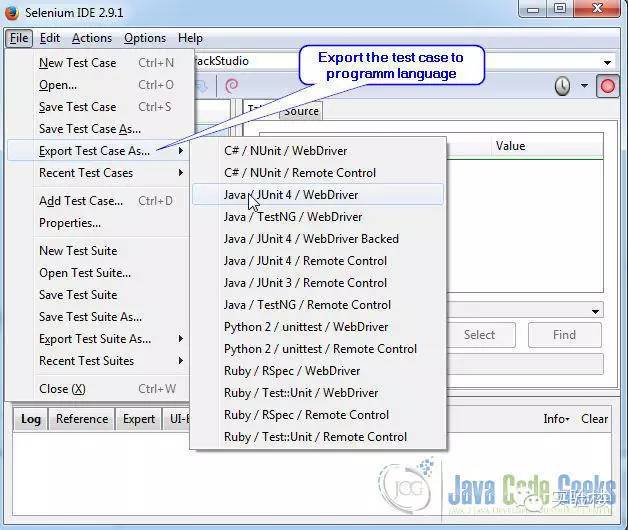 Selenium IDE 2.9.1
File Edit Actions Options Help
rackStudio
Export the test case to
programm language
New Test Case Ctrl+N
Open... Ctrl+O
Save Test Case Ctrl+S
Save Test Case As...
Export Test Case As...
Recent Test Cases
Add Test Case... Ctrl+D
Properties...
New Test Suite
Open Test Suite...
Save Test Suite
Save Test Suite As...
Export Test Suite As...
Recent Test Suites
Close (X) Ctrl+W
Source
Value
C# / NUnit / WebDriver
C# / NUnit / Remote Control
Java / JUnit 4 / WebDriver
Java / TestNG / WebDriver
Java / JUnit 4 / WebDriver Backed
Java / JUnit 4 / Remote Control
Java / JUnit 3 / Remote Control
Java / TestNG / Remote Control
Python 2 / unittest / WebDriver
Python 2 / unittest / Remote Control
Ruby / RSpec / WebDriver
Ruby / Test::Unit / WebDriver
Ruby / RSpec / Remote Control
Ruby / Test::Unit / Remote Control
Select Find
Log Reference Expert UI-E
Info Clear
JCG Java Code Geeks